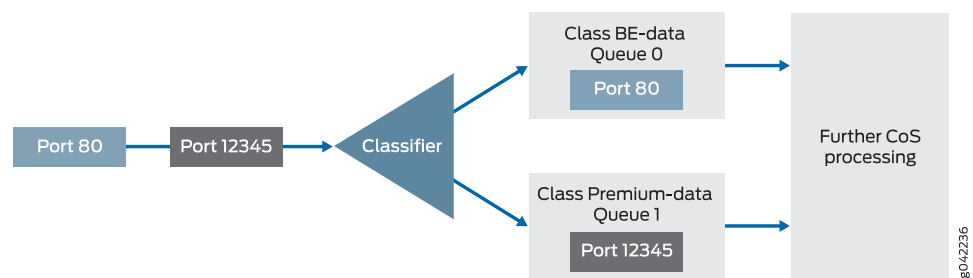 Port 80
Port 12345
Classifier
Class BE-data
Queue 0
Port 80
Class Premium-data
Queue 1
Port 12345
Further CoS
processing
g042236